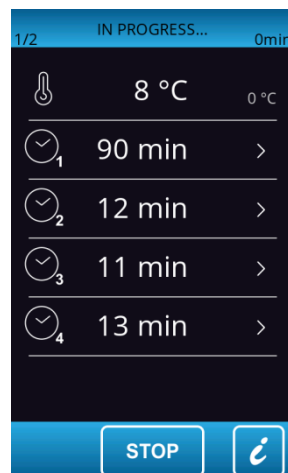 IN PROGRESS...
1/2 0min
8 °C 0 °C
1 90 min >
2 12 min >
3 11 min >
4 13 min >
STOP i